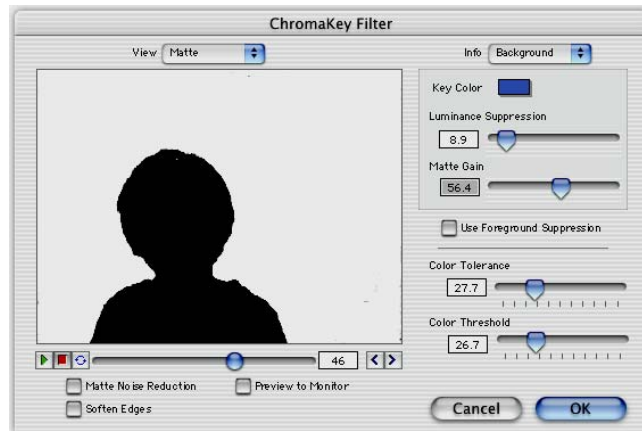 ChromaKey Filter
View Matte
Info Background
Key Color
Luminance Suppression
8.9
Matte Gain
56.4
Use Foreground Suppression
Color Tolerance
27.7
Color Threshold
26.7
46
Matte Noise Reduction
Preview to Monitor
Soften Edges
Cancel
OK